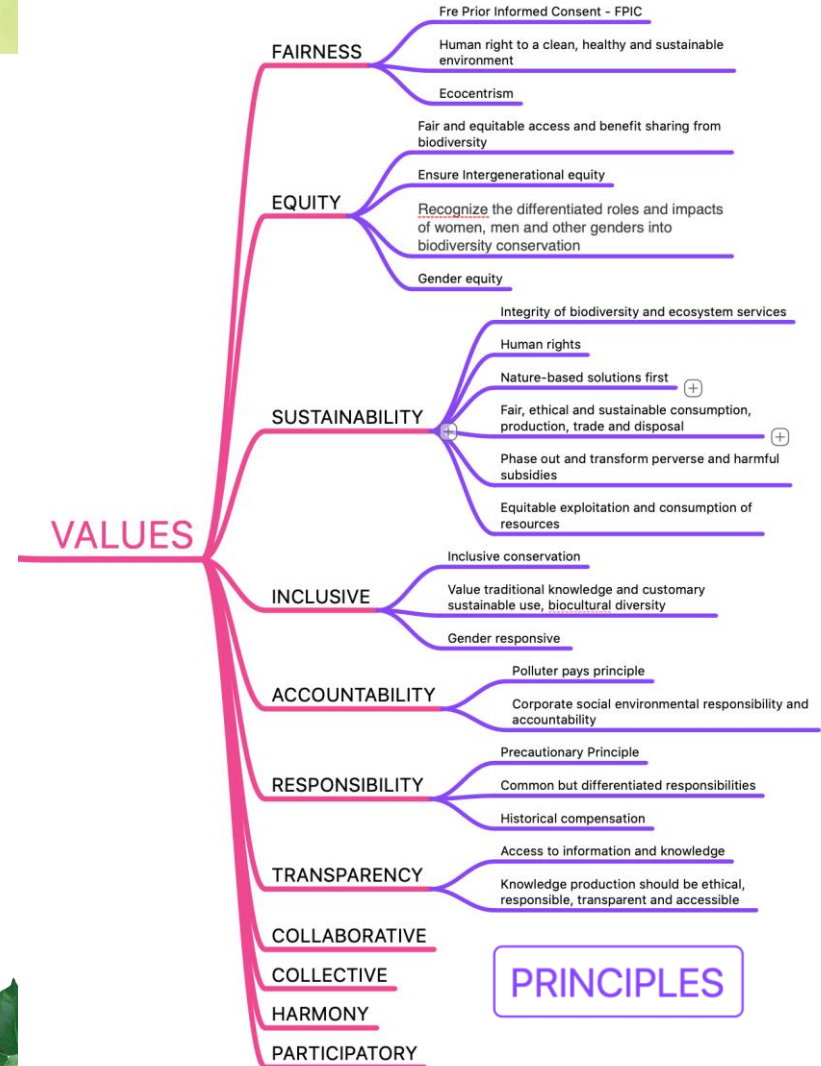 VALUES
FAIRNESS
Fre Prior Informed Consent - FPIC
Human right to a clean, healthy and sustainable
environment
Ecocentrism
EQUITY
Fair and equitable access and benefit sharing from
biodiversity
Ensure Intergenerational equity
Recognize the differentiated roles and impacts
of women, men and other genders into
biodiversity conservation
Gender equity
SUSTAINABILITY
Integrity of biodiversity and ecosystem services
Human rights
Nature-based solutions first
Fair, ethical and sustainable consumption,
production, trade and disposal
Phase out and transform perverse and harmful
subsidies
Equitable exploitation and consumption of
resources
INCLUSIVE
Inclusive conservation
Value traditional knowledge and customary
sustainable use, biocultural diversity
Gender responsive
ACCOUNTABILITY
Polluter pays principle
Corporate social environmental responsibility and
accountability
RESPONSIBILITY
Precautionary Principle
Common but differentiated responsibilities
Historical compensation
TRANSPARENCY
Access to information and knowledge
Knowledge production should be ethical,
responsible, transparent and accessible
COLLABORATIVE
COLLECTIVE
HARMONY
PARTICIPATORY
PRINCIPLES